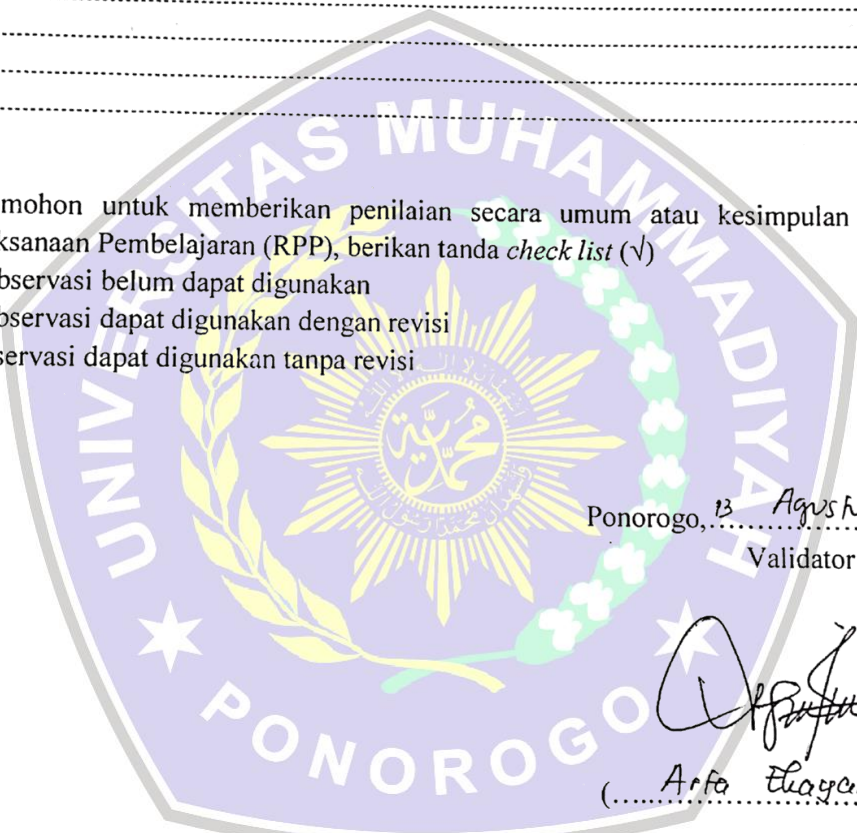 mohon untuk memberikan penilaian secara umum atau kesimpulan
ksanaan Pembelajaran (RPP), berikan tanda check list (√)
bservasi belum dapat digunakan
bservasi dapat digunakan dengan revisi
servasi dapat digunakan tanpa revisi
Ponorogo, 13 Agust
Validator
(..... Arfa
UNIVERSITAS MUHAMMADIYAH
PONOROGO
محمدية